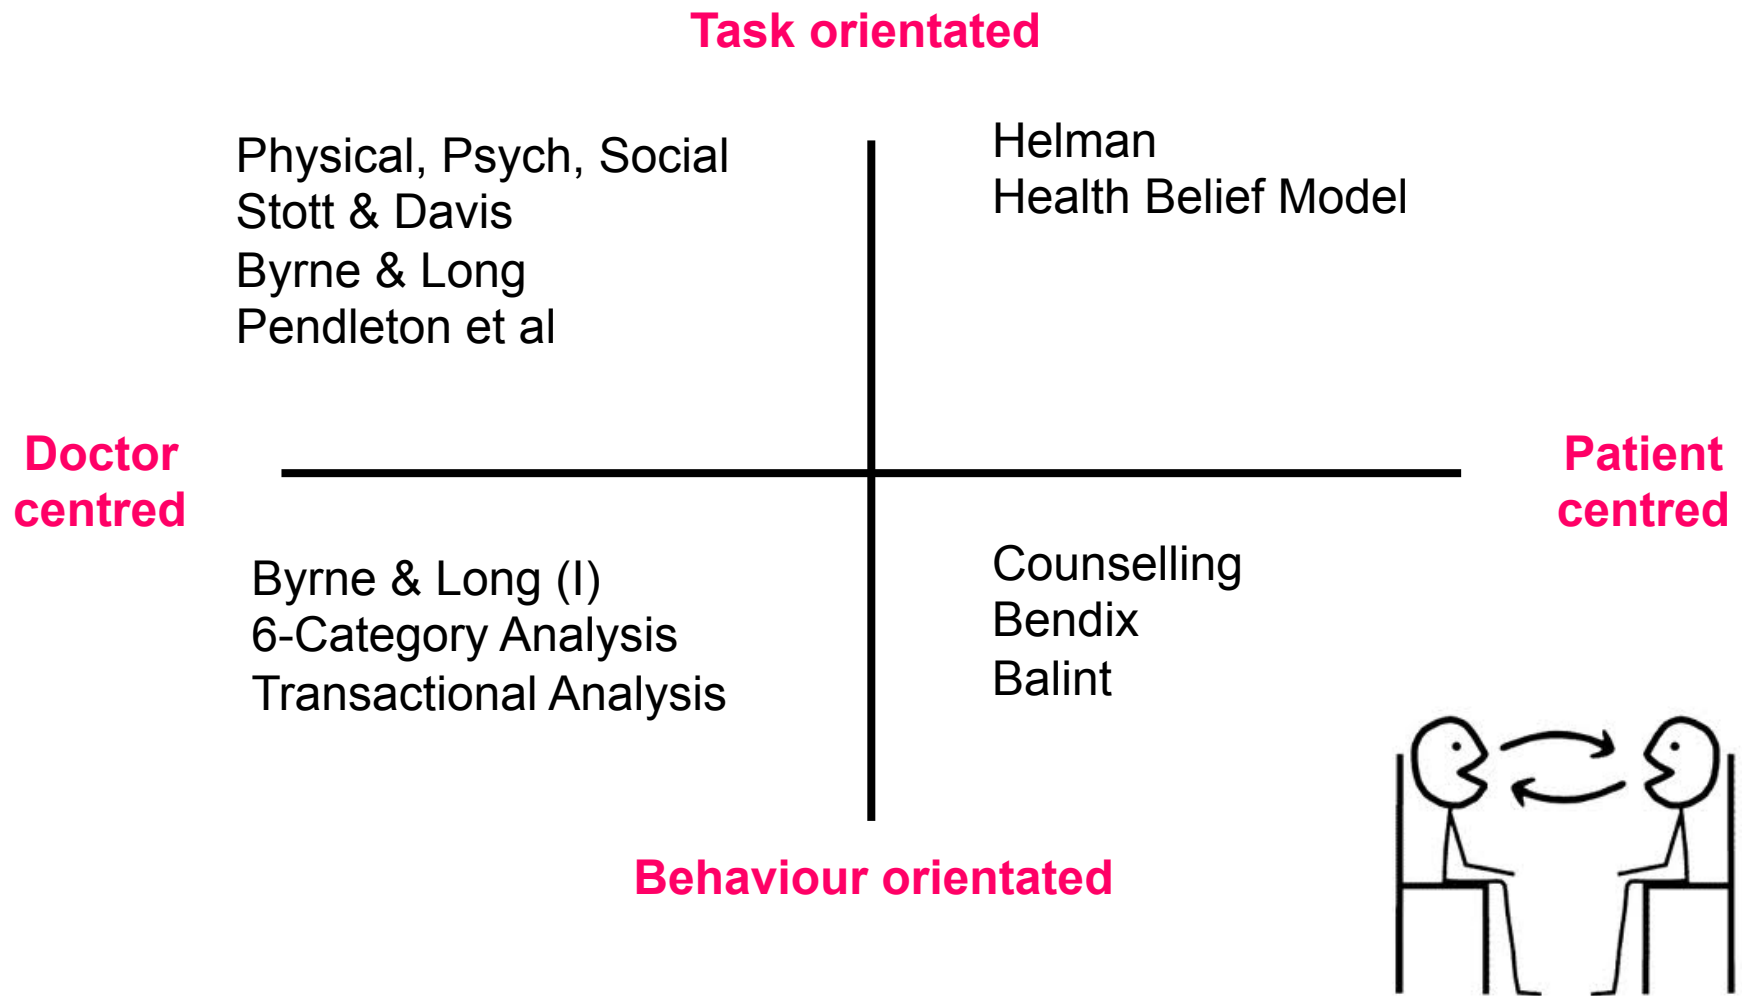 Task orientated
Physical, Psych, Social
Stott & Davis
Byrne & Long
Pendleton et al
Helman
Health Belief Model
Doctor
centred
Patient
centred
Byrne & Long (I)
6-Category Analysis
Transactional Analysis
Counselling
Bendix
Balint
Behaviour orientated